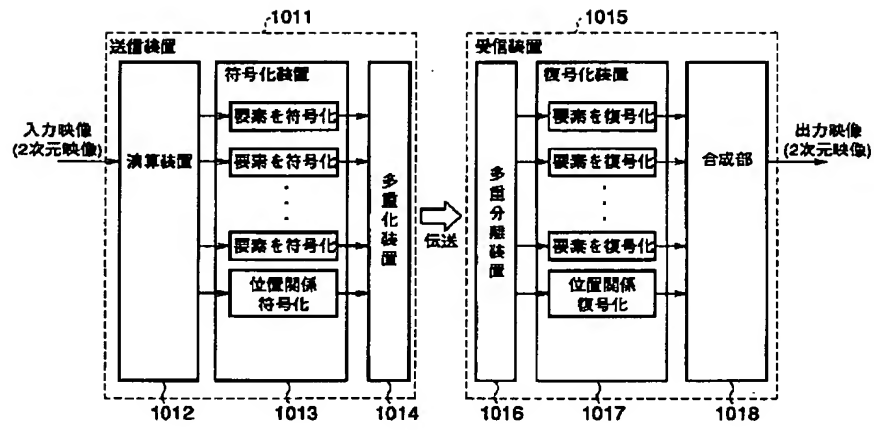 1011
1015
送信装置
受信装置
符号化装置
復号化装置
入力映像
(2次元映像)
演算装置
要素を符号化
要素を符号化
要素を符号化
位置関係
符号化
多重化装置
伝送
多重分離装置
要素を復号化
要素を復号化
要素を復号化
位置関係
復号化
合成部
出力映像
(2次元映像)
1012
1013
1014
1016
1017
1018